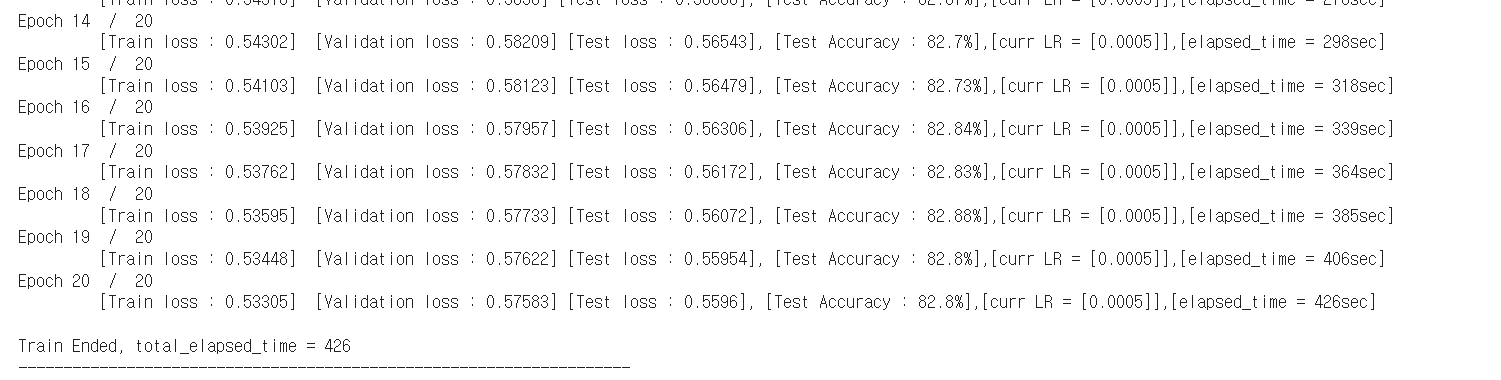 Epoch 14 / 20
[Train loss : 0.54302] [Validation loss : 0.58209] [Test loss : 0.56543], [Test Accuracy : 82.7%],[curr LR = [0.0005]],[elapsed_time = 298sec]
Epoch 15 / 20
[Train loss : 0.54103] [Validation loss : 0.58123] [Test loss : 0.56479], [Test Accuracy : 82.73%],[curr LR = [0.0005]],[elapsed_time = 318sec]
Epoch 16 / 20
[Train loss : 0.53925] [Validation loss : 0.57957] [Test loss : 0.56306], [Test Accuracy : 82.84%],[curr LR = [0.0005]],[elapsed_time = 339sec]
Epoch 17 / 20
[Train loss : 0.53762] [Validation loss : 0.57832] [Test loss : 0.56172], [Test Accuracy : 82.83%],[curr LR = [0.0005]],[elapsed_time = 364sec]
Epoch 18 / 20
[Train loss : 0.53595] [Validation loss : 0.57733] [Test loss : 0.56072], [Test Accuracy : 82.88%],[curr LR = [0.0005]],[elapsed_time = 385sec]
Epoch 19 / 20
[Train loss : 0.53448] [Validation loss : 0.57622] [Test loss : 0.55954], [Test Accuracy : 82.8%],[curr LR = [0.0005]],[elapsed_time = 406sec]
Epoch 20 / 20
[Train loss : 0.53305] [Validation loss : 0.57583] [Test loss : 0.5596], [Test Accuracy : 82.8%],[curr LR = [0.0005]],[elapsed_time = 426sec]
Train Ended, total_elapsed_time = 426
--------------------------------------------------------------------